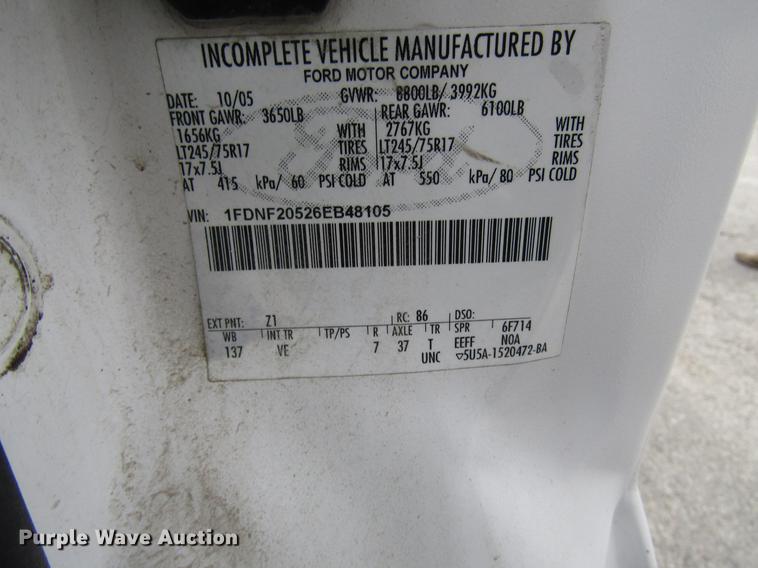 INCOMPLETE VEHICLE MANUFACTURED BY
FORD MOTOR COMPANY
DATE: 10/05 GVWR: 8800LB/ 3992KG
FRONT GAWR: 3650LB REAR GAWR: 6100LB
1656KG WITH 2767KG WITH
LT245/75R17 TIRES LT245/75R17 TIRES
17x7.5J RIMS 17x7.5J RIMS
AT 415 kPa/ 60 PSI COLD AT 550 kPa/ 80 PSI COLD
VIN: 1FDNF20526EB48105
EXT PNT: Z1 RC: 86 DSO:
WB INT TR TP/PS R AXLE TR SPR 6F714
137 VE 7 37 T EEFF N0A
UNC 5U5A-1520472-BA
Ford
Purple Wave Auction